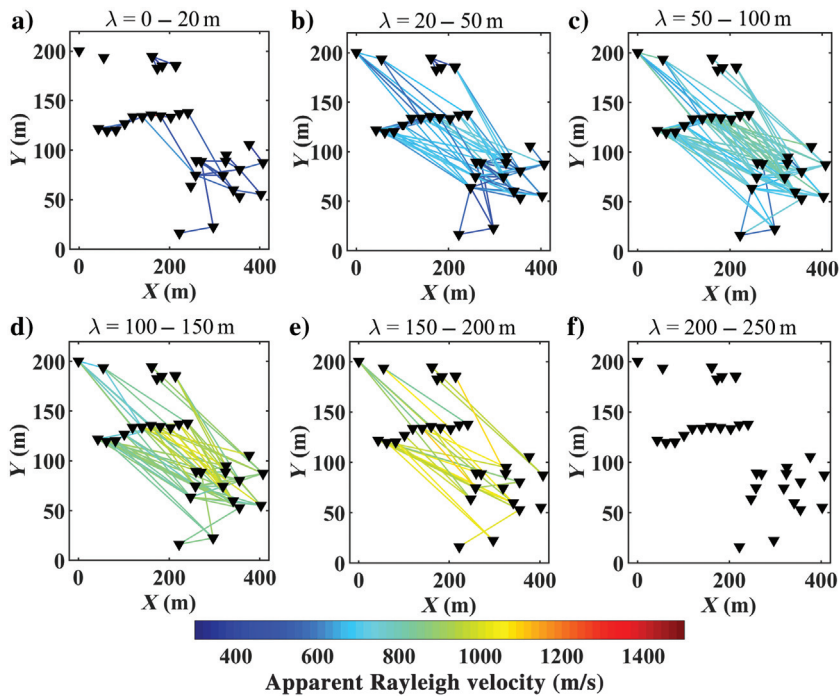 a) λ = 0 – 20 m
b) λ = 20 – 50 m
c) λ = 50 – 100 m
200
150
100
50
0
Y (m)
0 200 400
X (m)
200
150
100
50
0
Y (m)
0 200 400
X (m)
200
150
100
50
0
Y (m)
0 200 400
X (m)
d) λ = 100 – 150 m
e) λ = 150 – 200 m
f) λ = 200 – 250 m
200
150
100
50
0
Y (m)
0 200 400
X (m)
200
150
100
50
0
Y (m)
0 200 400
X (m)
200
150
100
50
0
Y (m)
0 200 400
X (m)
400 600 800 1000 1200 1400
Apparent Rayleigh velocity (m/s)